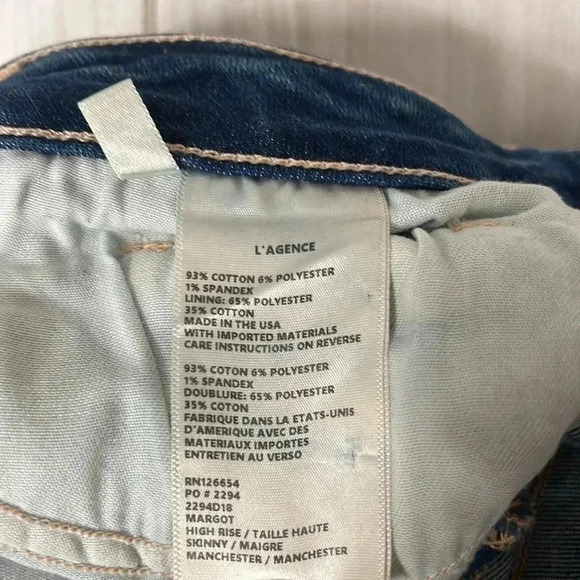 L'AGENCE
93% COTTON 6% POLYESTER
1% SPANDEX
LINING: 65% POLYESTER
35% COTTON
MADE IN THE USA
WITH IMPORTED MATERIALS
CARE INSTRUCTIONS ON REVERSE
93% COTON 6% POLYESTER
1% SPANDEX
DOUBLURE: 65% POLYESTER
35% COTON
FABRIQUE DANS LA ETATS-UNIS
D'AMERIQUE AVEC DES
MATERIAUX IMPORTES
ENTRETIEN AU VERSO
RN126654
PO # 2294
2294D18
MARGOT
HIGH RISE / TAILLE HAUTE
SKINNY / MAIGRE
MANCHESTER / MANCHESTER